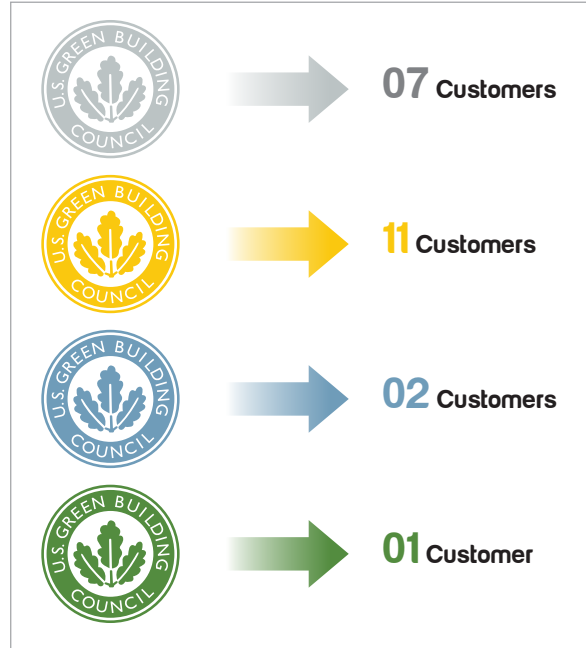 U.S. GREEN BUILDING
COUNCIL
07 Customers
U.S. GREEN BUILDING
COUNCIL
11 Customers
U.S. GREEN BUILDING
COUNCIL
02 Customers
U.S. GREEN BUILDING
COUNCIL
01 Customer